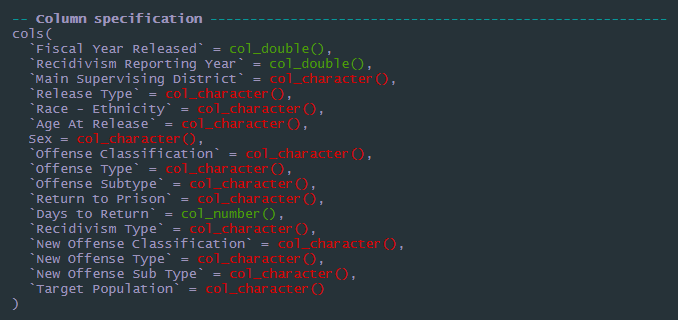 -- Column specification ---------------------------------------------------------
cols(
  `Fiscal Year Released` = col_double(),
  `Recidivism Reporting Year` = col_double(),
  `Main Supervising District` = col_character(),
  `Release Type` = col_character(),
  `Race - Ethnicity` = col_character(),
  `Age At Release` = col_character(),
  Sex = col_character(),
  `Offense Classification` = col_character(),
  `Offense Type` = col_character(),
  `Offense Subtype` = col_character(),
  `Return to Prison` = col_character(),
  `Days to Return` = col_number(),
  `Recidivism Type` = col_character(),
  `New Offense Classification` = col_character(),
  `New Offense Type` = col_character(),
  `New Offense Sub Type` = col_character(),
  `Target Population` = col_character()
)